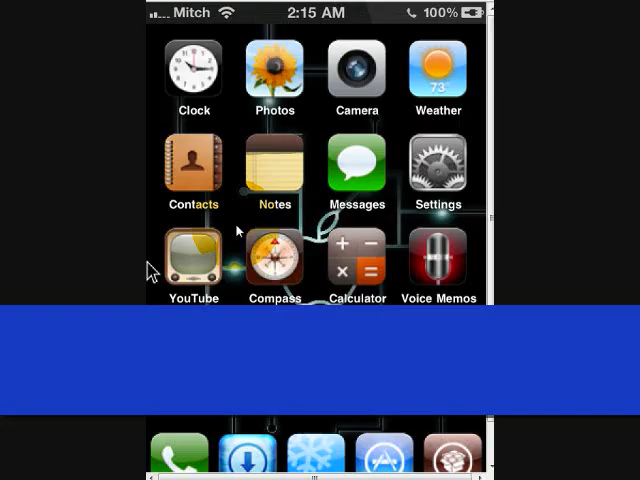 Mitch 2:15 AM 100%
Clock Photos Camera Weather
73°
Contacts Notes Messages Settings
YouTube Compass Calculator Voice Memos